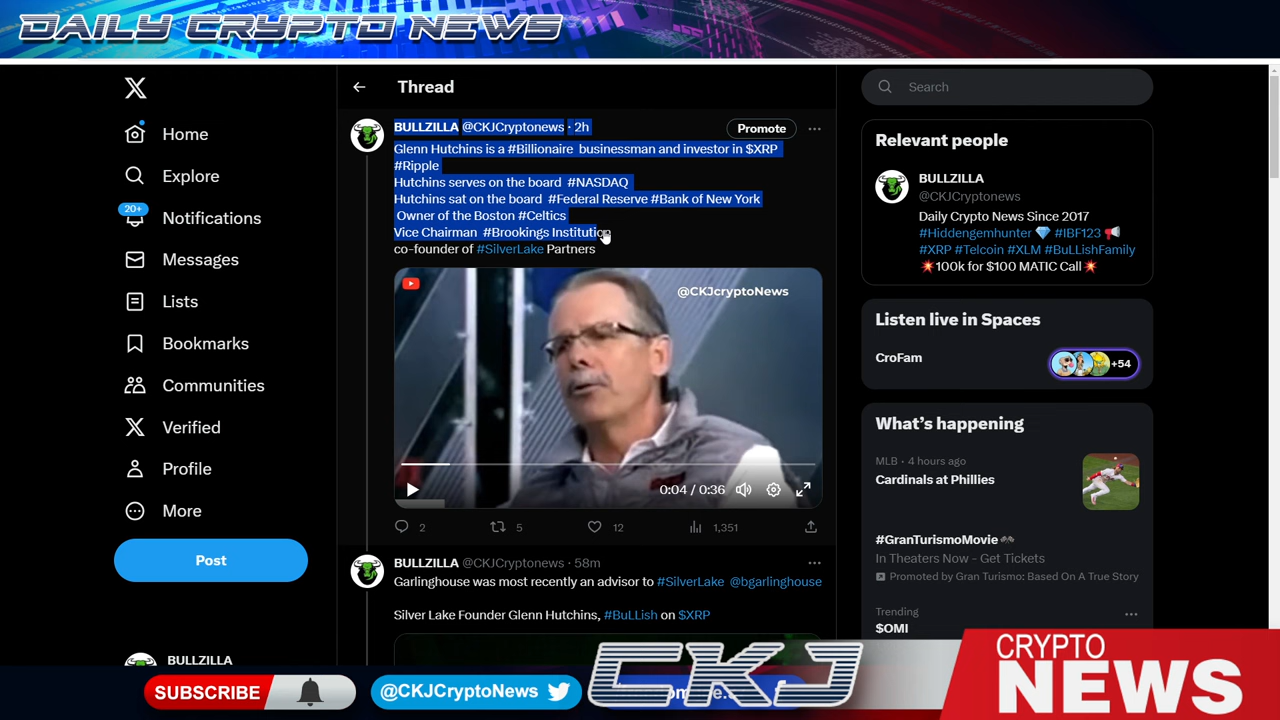 DAILY CRYPTO NEWS
Thread
Search
BULLZILLA @CKJCryptonews · 2h
Promote
Glenn Hutchins is a #Billionaire businessman and investor in $XRP
#Ripple
Hutchins serves on the board #NASDAQ
Hutchins sat on the board #Federal Reserve #Bank of New York
Owner of the Boston #Celtics
Vice Chairman #Brookings Institutio
co-founder of #SilverLake Partners
@CKJcryptoNews
0:04 / 0:36
2
5
12
1,351
BULLZILLA @CKJCryptonews · 58m
Garlinghouse was most recently an advisor to #SilverLake @bgarlinghouse
Silver Lake Founder Glenn Hutchins, #BuLLish on $XRP
Home
Explore
20+
Notifications
Messages
Lists
Bookmarks
Communities
Verified
Profile
More
Post
BULLZILLA
Relevant people
BULLZILLA
@CKJCryptonews
Daily Crypto News Since 2017
#Hiddengemhunter 💎 #IBF123 📢
#XRP #Telcoin #XLM #BuLLishFamily
💥100k for $100 MATIC Call💥
Listen live in Spaces
CroFam
+54
What's happening
MLB · 4 hours ago
Cardinals at Phillies
#GranTurismoMovie
In Theaters Now - Get Tickets
Promoted by Gran Turismo: Based On A True Story
Trending
$OMI
SUBSCRIBE
@CKJCryptoNews
CKJ
CRYPTO
NEWS